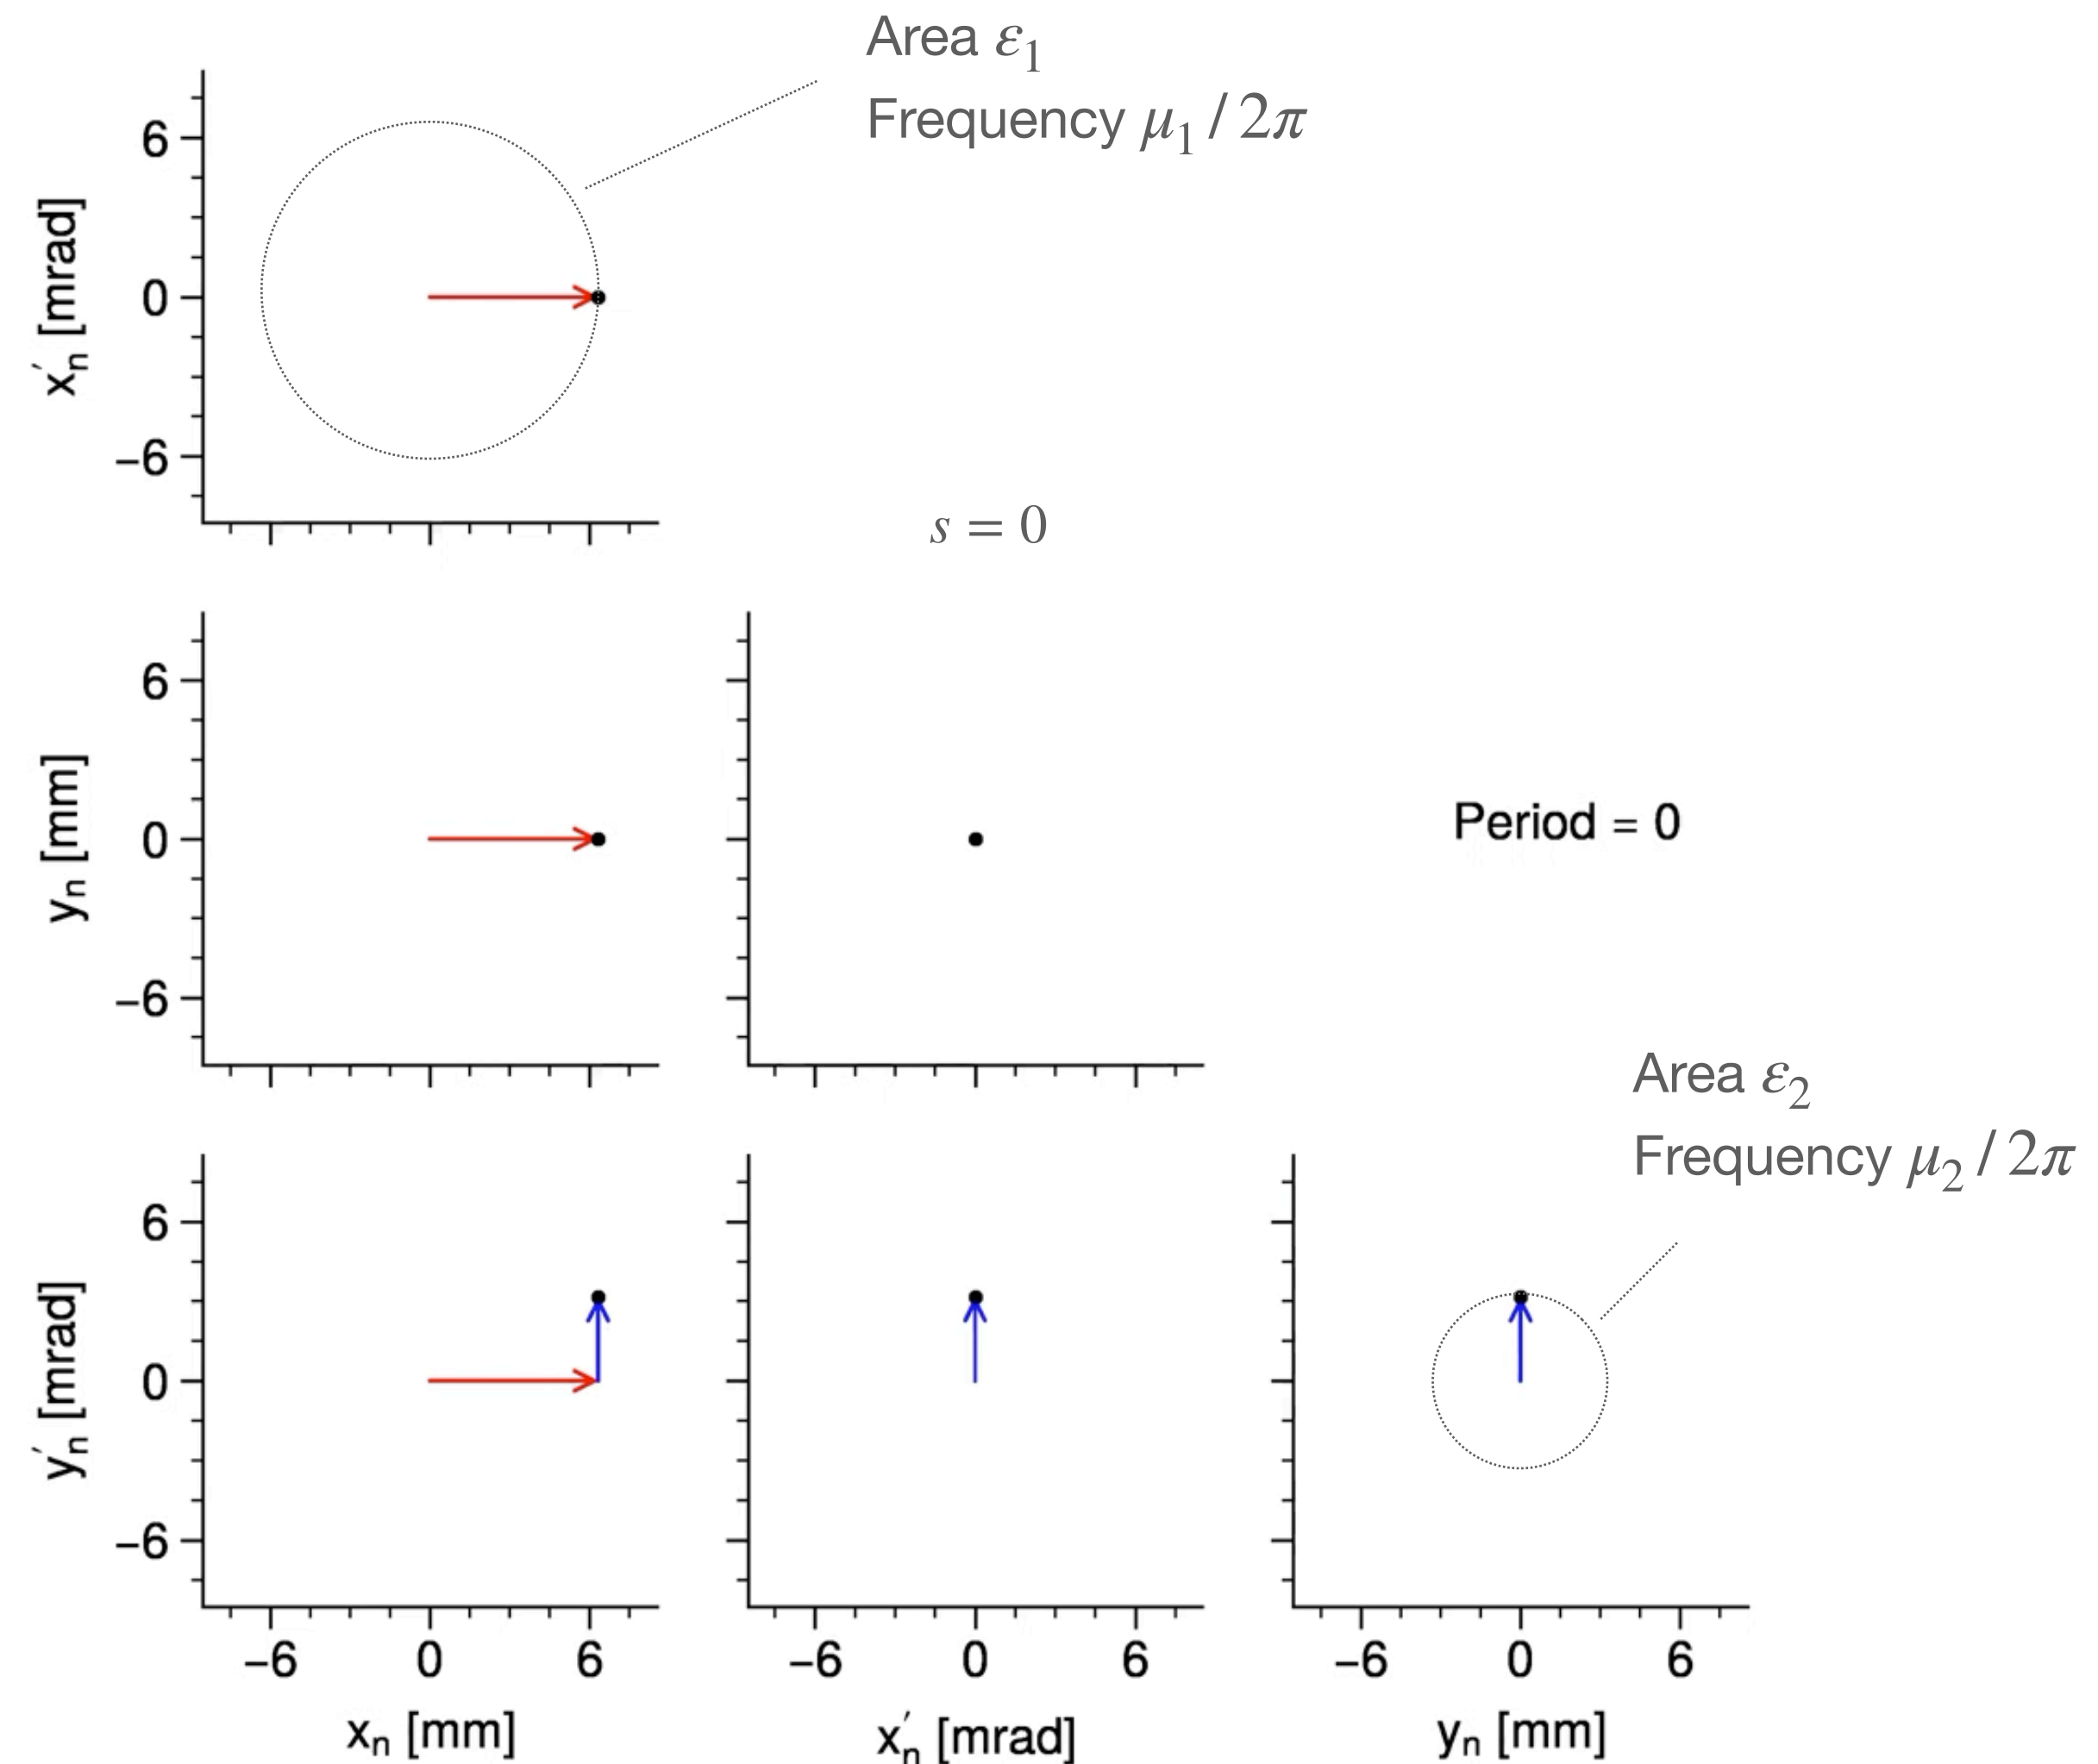 Area ε₁
Frequency μ₁/2π
6
0
−6
x′ₙ [mrad]
s = 0
6
0
−6
yₙ [mm]
Period = 0
Area ε₂
Frequency μ₂/2π
6
0
−6
y′ₙ [mrad]
−6 0 6
−6 0 6
−6 0 6
xₙ [mm]
x′ₙ [mrad]
yₙ [mm]